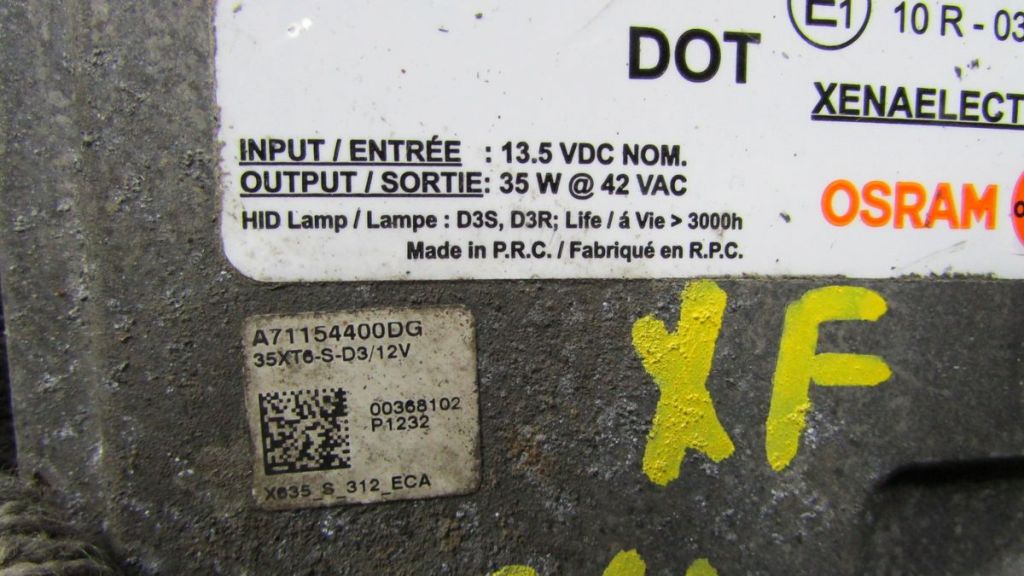 E1 10 R - 03
DOT
XENAELECT
INPUT / ENTRÉE : 13.5 VDC NOM.
OUTPUT / SORTIE: 35 W @ 42 VAC
OSRAM
HID Lamp / Lampe : D3S, D3R; Life / á Vie > 3000h
Made in P.R.C. / Fabriqué en R.P.C.
A71154400DG
35XT6-S-D3/12V
00368102
P1232
X635_S_312_ECA
XF